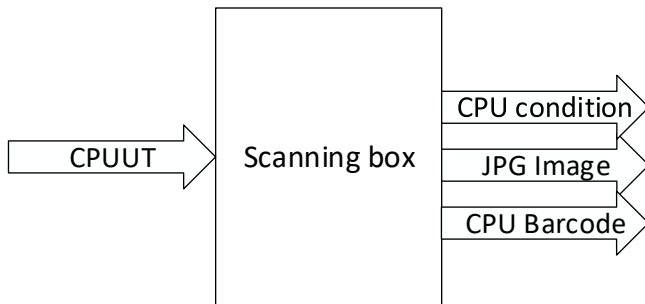 CPUUT
Scanning box
CPU condition
JPG Image
CPU Barcode